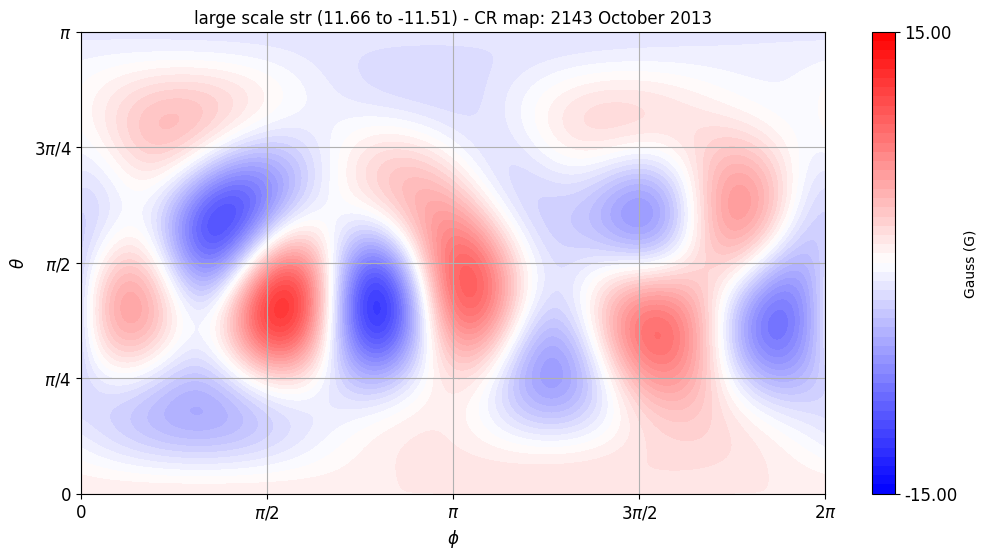 large scale str (11.66 to -11.51) - CR map: 2143 October 2013
π
3π/4
π/2
π/4
0
θ
0
π/2
π
3π/2
2π
ϕ
15.00
-15.00
Gauss (G)